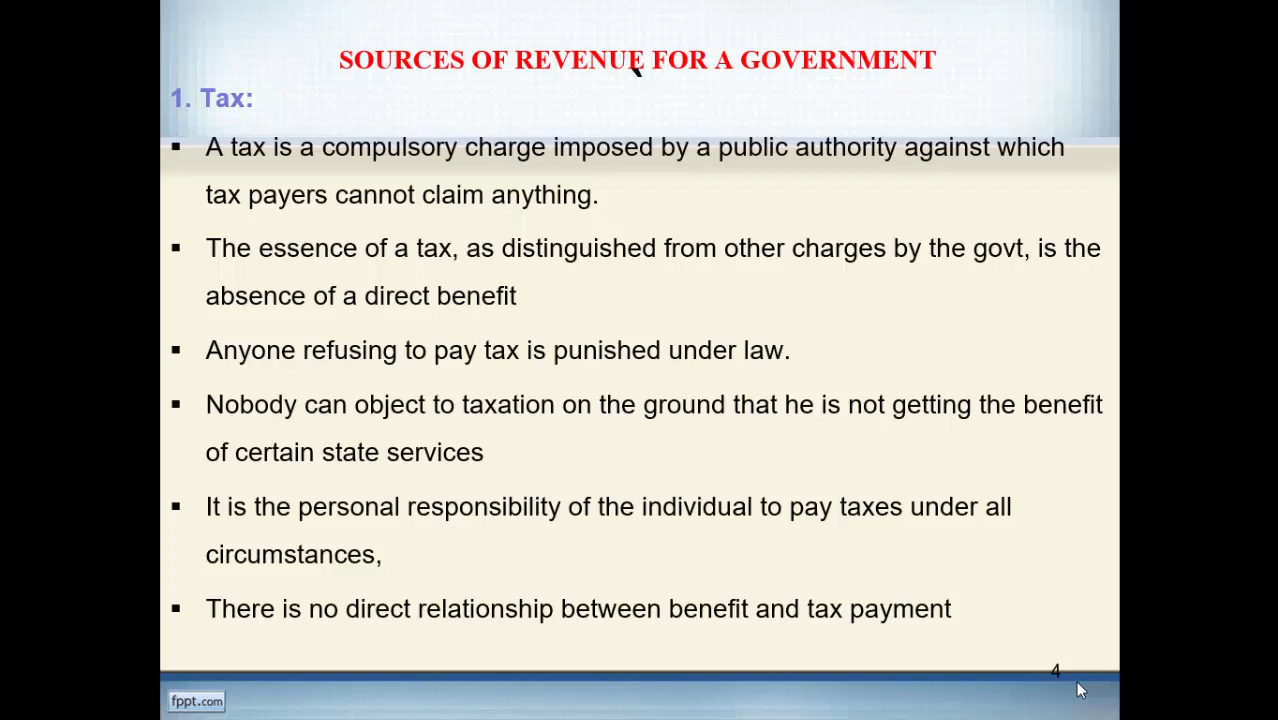 SOURCES OF REVENUE FOR A GOVERNMENT
1. Tax:
▪ A tax is a compulsory charge imposed by a public authority against which
tax payers cannot claim anything.
▪ The essence of a tax, as distinguished from other charges by the govt, is the
absence of a direct benefit
▪ Anyone refusing to pay tax is punished under law.
▪ Nobody can object to taxation on the ground that he is not getting the benefit
of certain state services
▪ It is the personal responsibility of the individual to pay taxes under all
circumstances,
▪ There is no direct relationship between benefit and tax payment
4
fppt.com